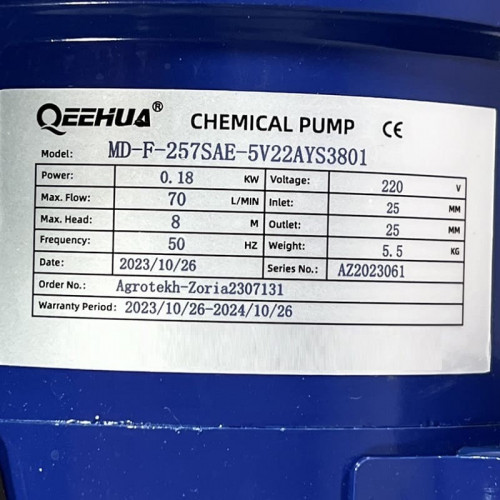 QEEHUA® CHEMICAL PUMP CE
Model: MD-F-257SAE-5V22AYS3801
Power: 0.18 KW Voltage: 220 V
Max. Flow: 70 L/MIN Inlet: 25 MM
Max. Head: 8 M Outlet: 25 MM
Frequency: 50 HZ Weight: 5.5 KG
Date: 2023/10/26 Series No.: AZ2023061
Order No.: Agrotekh-Zoria2307131
Warranty Period: 2023/10/26-2024/10/26